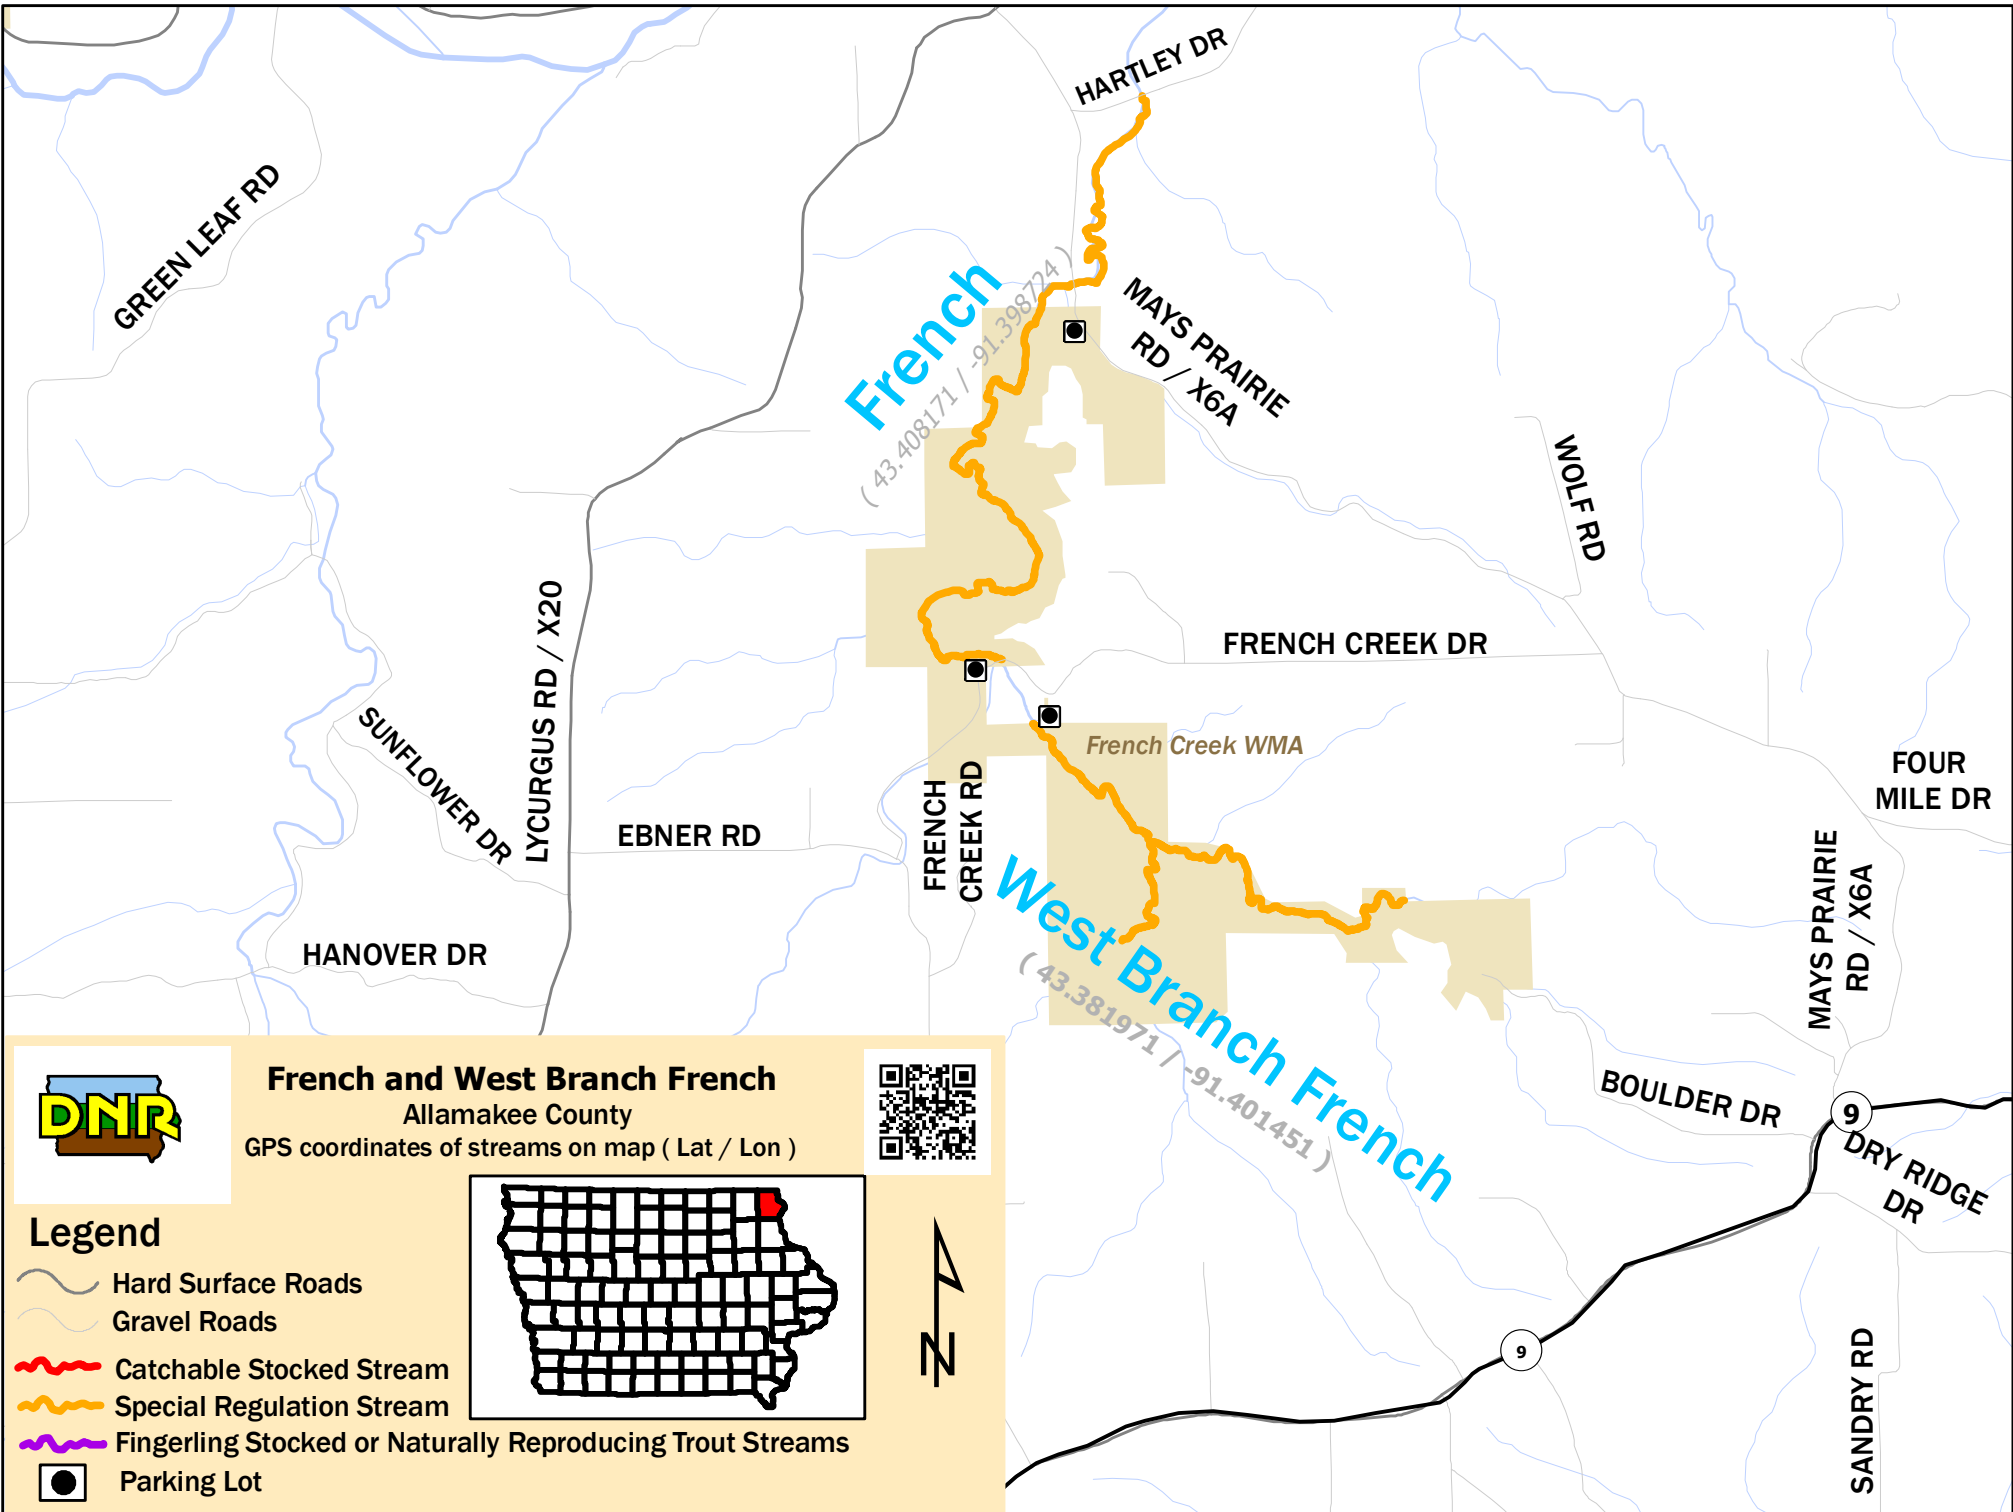 HARTLEY DR
GREEN LEAF RD
French
( 43.408171 / -91.398724 )
MAYS PRAIRIE
RD / X6A
WOLF RD
LYCURGUS RD / X20
FRENCH CREEK DR
SUNFLOWER DR
French Creek WMA
FOUR
MILE DR
EBNER RD
FRENCH
CREEK RD
MAYS PRAIRIE
RD / X6A
HANOVER DR
West Branch French
( 43.381971 / -91.401451 )
BOULDER DR
9
DRY RIDGE
DR
9
SANDRY RD
DNR
French and West Branch French
Allamakee County
GPS coordinates of streams on map ( Lat / Lon )
Legend
Hard Surface Roads
Gravel Roads
Catchable Stocked Stream
Special Regulation Stream
Fingerling Stocked or Naturally Reproducing Trout Streams
Parking Lot
N